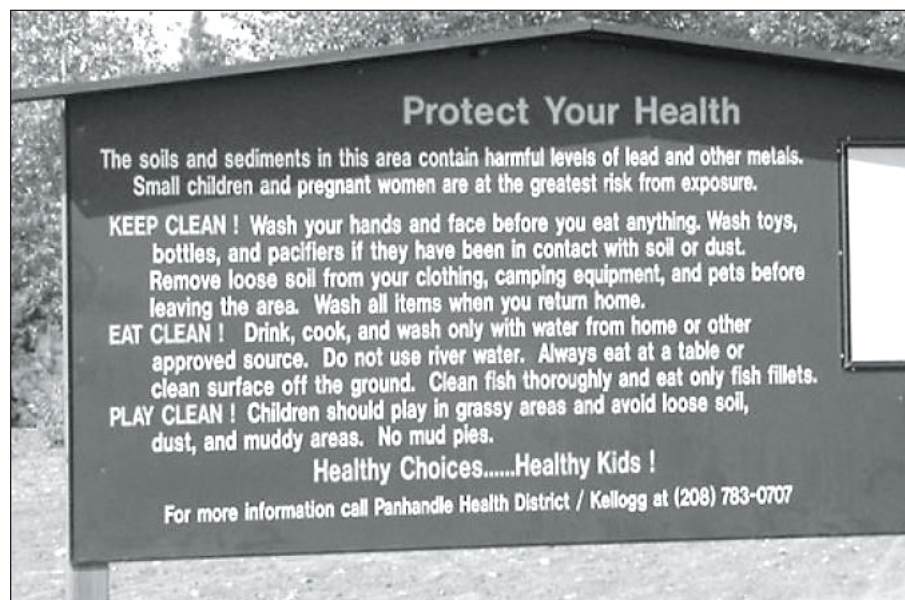 Protect Your Health
The soils and sediments in this area contain harmful levels of lead and other metals.
Small children and pregnant women are at the greatest risk from exposure.
KEEP CLEAN ! Wash your hands and face before you eat anything. Wash toys,
bottles, and pacifiers if they have been in contact with soil or dust.
Remove loose soil from your clothing, camping equipment, and pets before
leaving the area. Wash all items when you return home.
EAT CLEAN ! Drink, cook, and wash only with water from home or other
approved source. Do not use river water. Always eat at a table or
clean surface off the ground. Clean fish thoroughly and eat only fish fillets.
PLAY CLEAN ! Children should play in grassy areas and avoid loose soil,
dust, and muddy areas. No mud pies.
Healthy Choices......Healthy Kids !
For more information call Panhandle Health District / Kellogg at (208) 783-0707